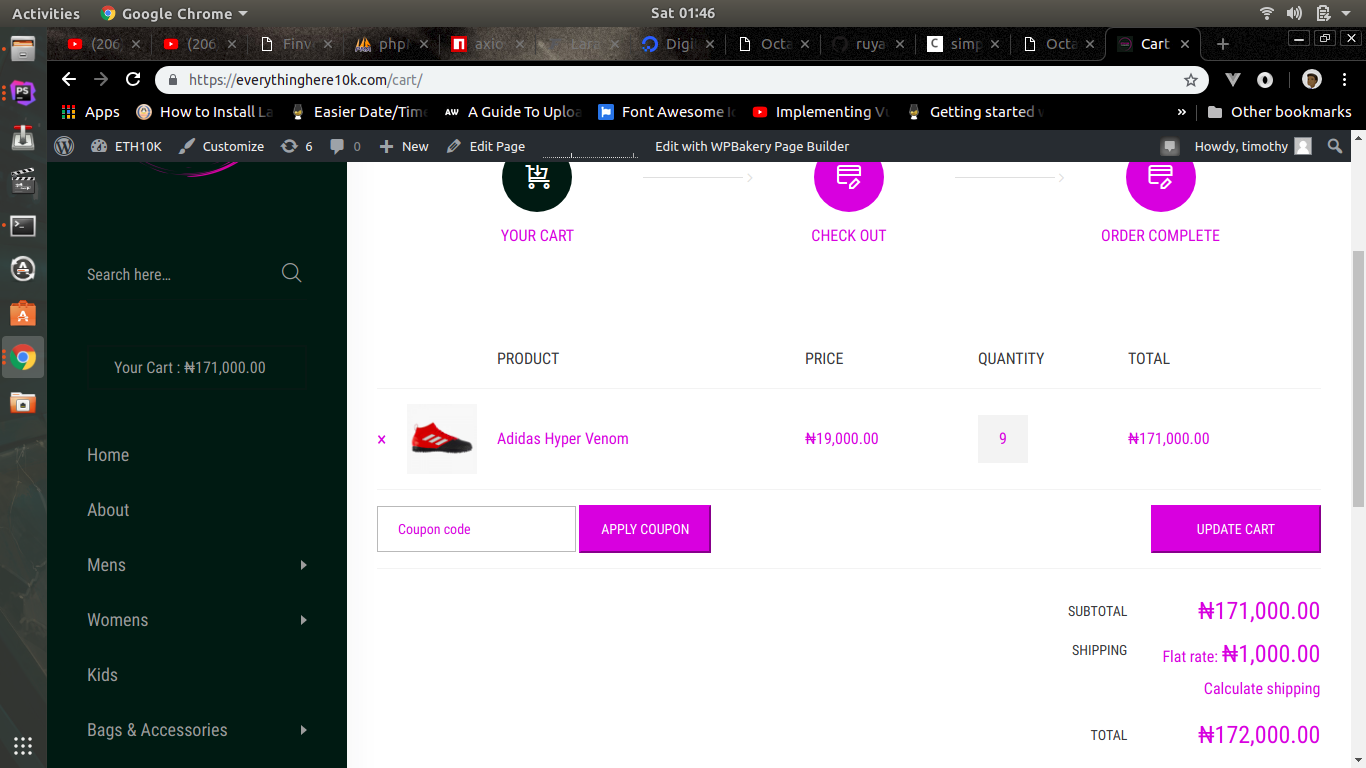 Activities Google Chrome Sat 01:46
(206 (206 Finv phpl axio Lara Digi Octa ruya simp Octa Cart
https://everythinghere10k.com/cart/
Apps How to Install La Easier Date/Time A Guide To Uploa Font Awesome Ic Implementing Vu Getting started w » Other bookmarks
ETH10K Customize 6 0 New Edit Page Edit with WPBakery Page Builder Howdy, timothy
YOUR CART CHECK OUT ORDER COMPLETE
Search here...
Your Cart : ₦171,000.00
Home
About
Mens
Womens
Kids
Bags & Accessories
PRODUCT PRICE QUANTITY TOTAL
× Adidas Hyper Venom ₦19,000.00 9 ₦171,000.00
Coupon code APPLY COUPON UPDATE CART
SUBTOTAL ₦171,000.00
SHIPPING Flat rate: ₦1,000.00
Calculate shipping
TOTAL ₦172,000.00